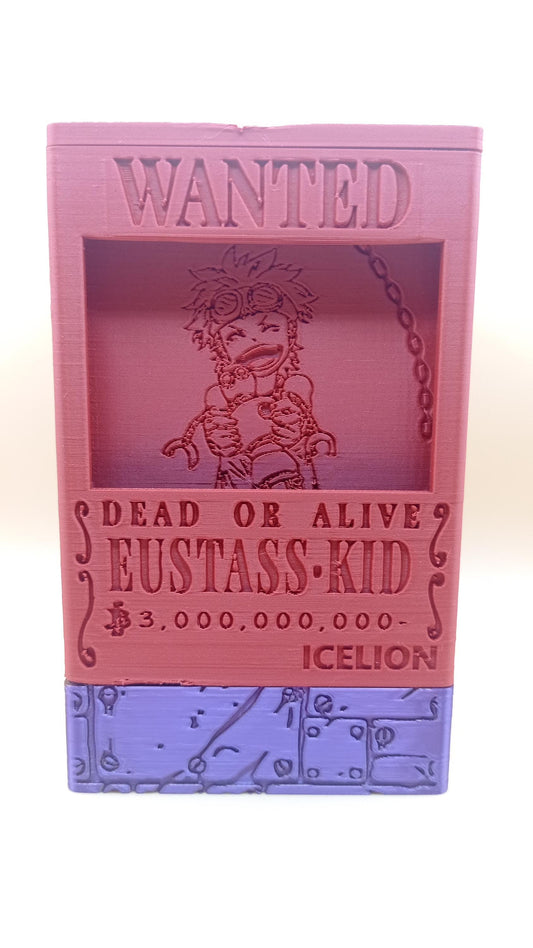 WANTED
DEAD OR ALIVE
EUSTASS•KID
฿3,000,000,000-
ICELION